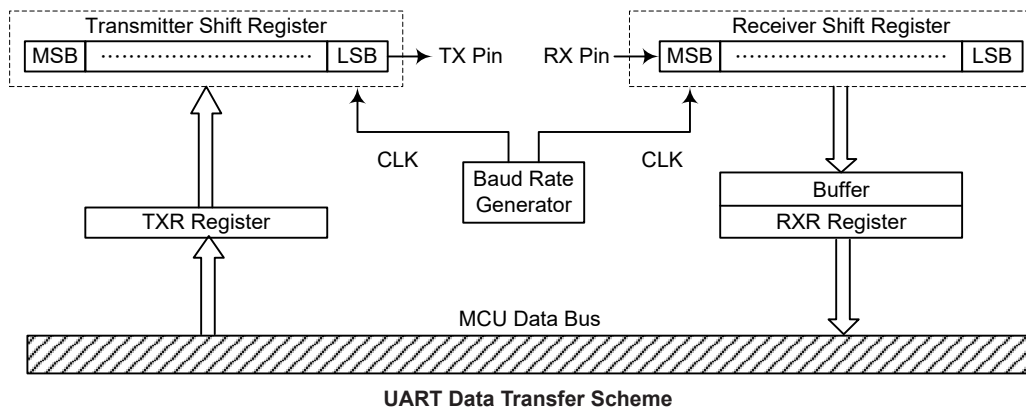 Transmitter Shift Register
MSB LSB
TX Pin
RX Pin
Receiver Shift Register
MSB LSB
CLK
CLK
Baud Rate
Generator
Buffer
TXR Register
RXR Register
MCU Data Bus
UART Data Transfer Scheme